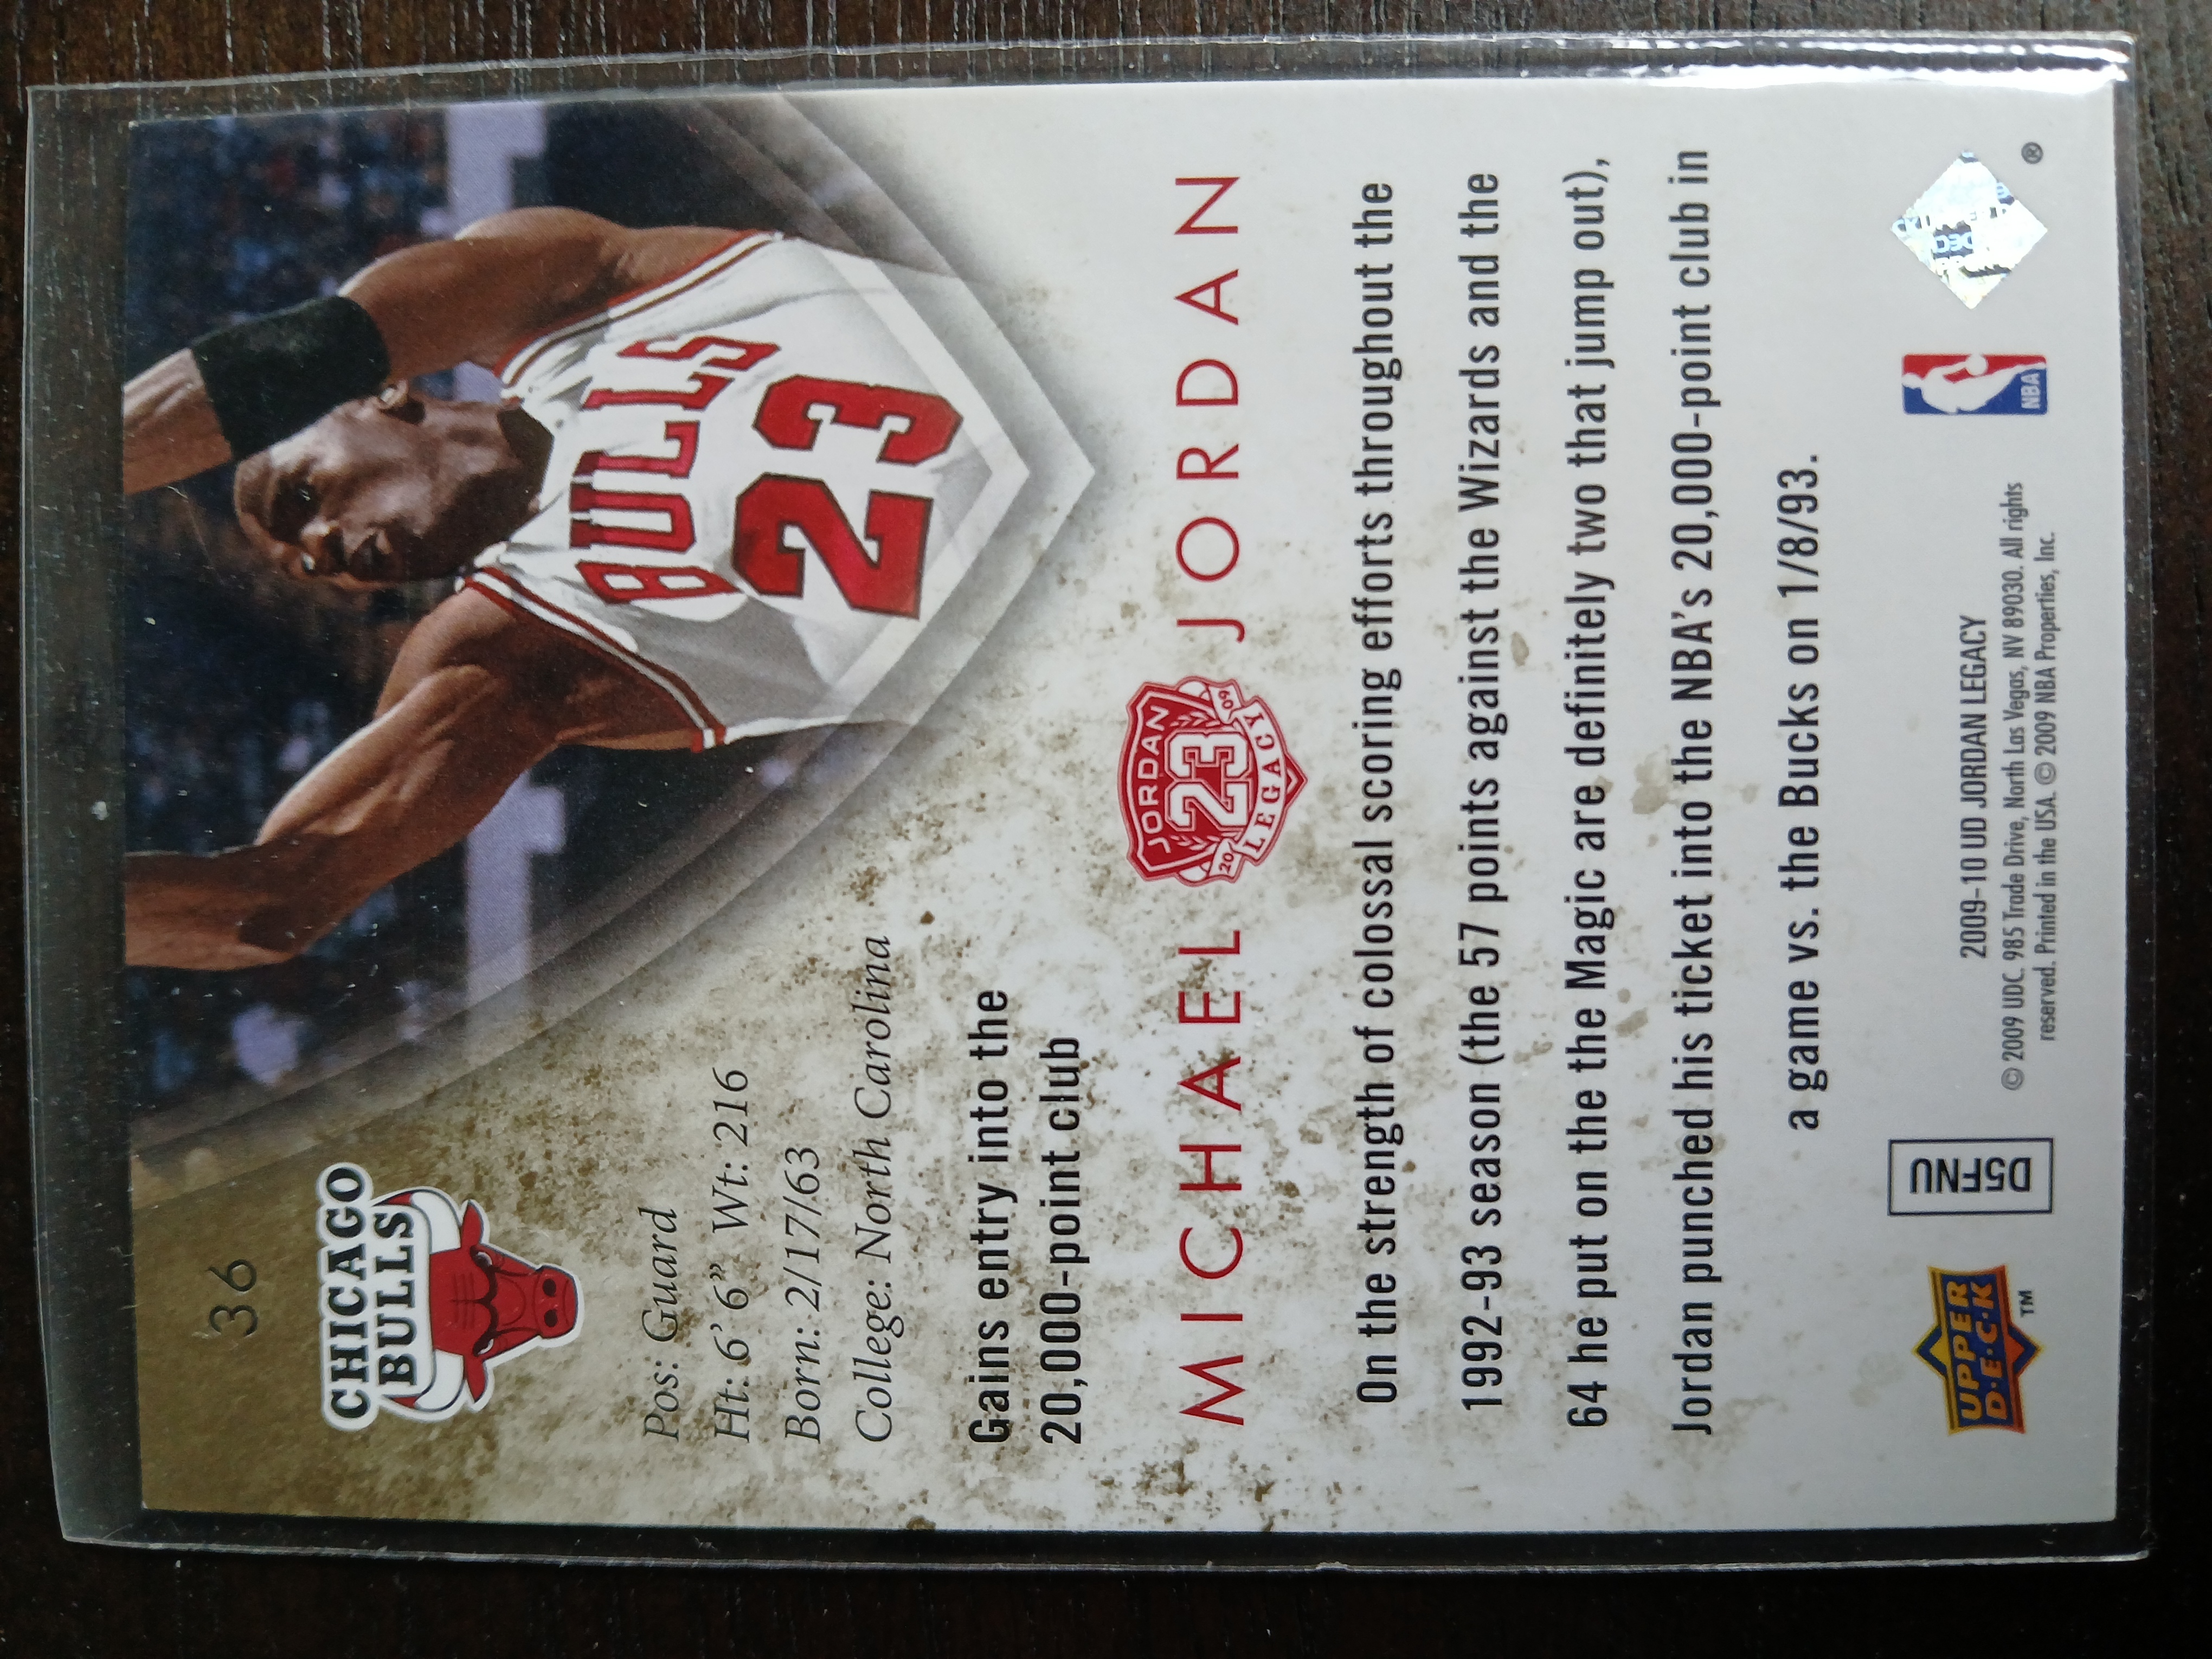 36
CHICAGO
BULLS
Pos: Guard
Ht: 6' 6" Wt: 216
Born: 2/17/63
College: North Carolina
Gains entry into the
20,000-point club
BULLS
23
MICHAEL JORDAN
JORDAN
23
20 09
LEGACY
On the strength of colossal scoring efforts throughout the
1992-93 season (the 57 points against the Wizards and the
64 he put on the the Magic are definitely two that jump out),
Jordan punched his ticket into the NBA's 20,000-point club in
a game vs. the Bucks on 1/8/93.
UPPER
D·E·C·K
™
D5FNU
2009-10 UD JORDAN LEGACY
© 2009 UDC. 985 Trade Drive, North Las Vegas, NV 89030. All rights
reserved. Printed in the USA. © 2009 NBA Properties, Inc.
NBA
®